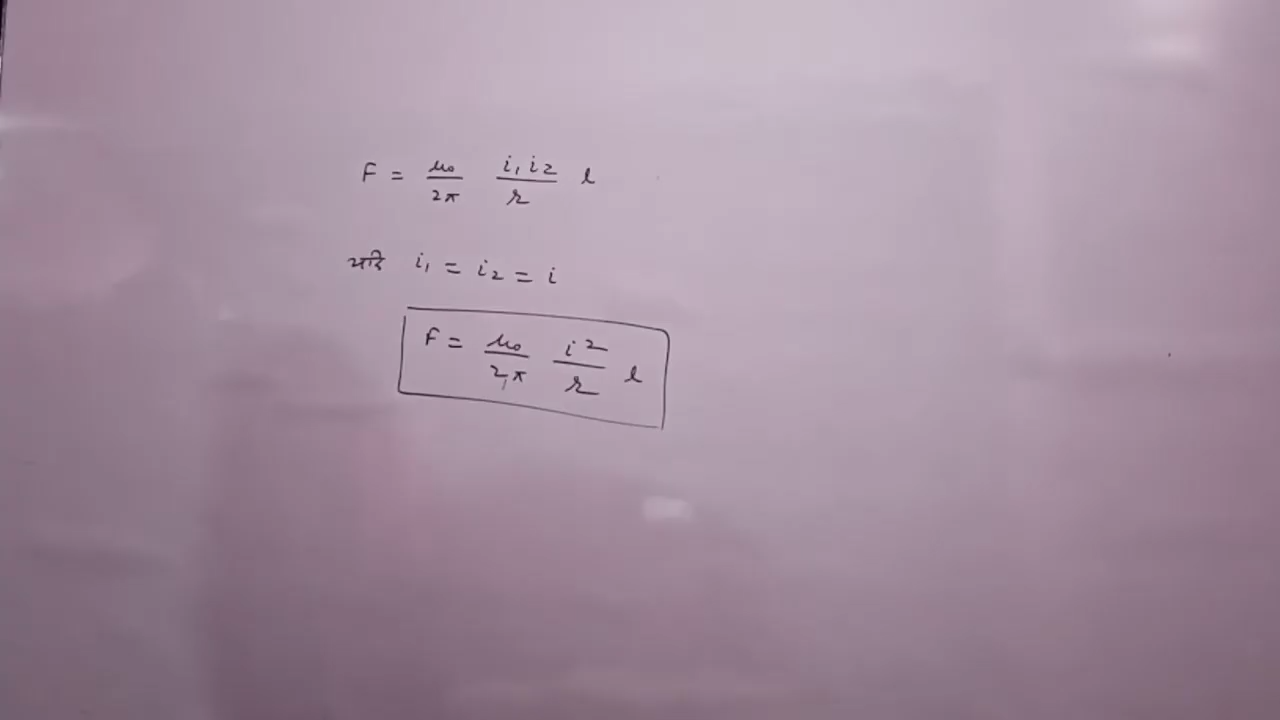 F = μ₀/2π i₁i₂/r l
यदि i₁ = i₂ = i
F = μ₀/2π i²/r l